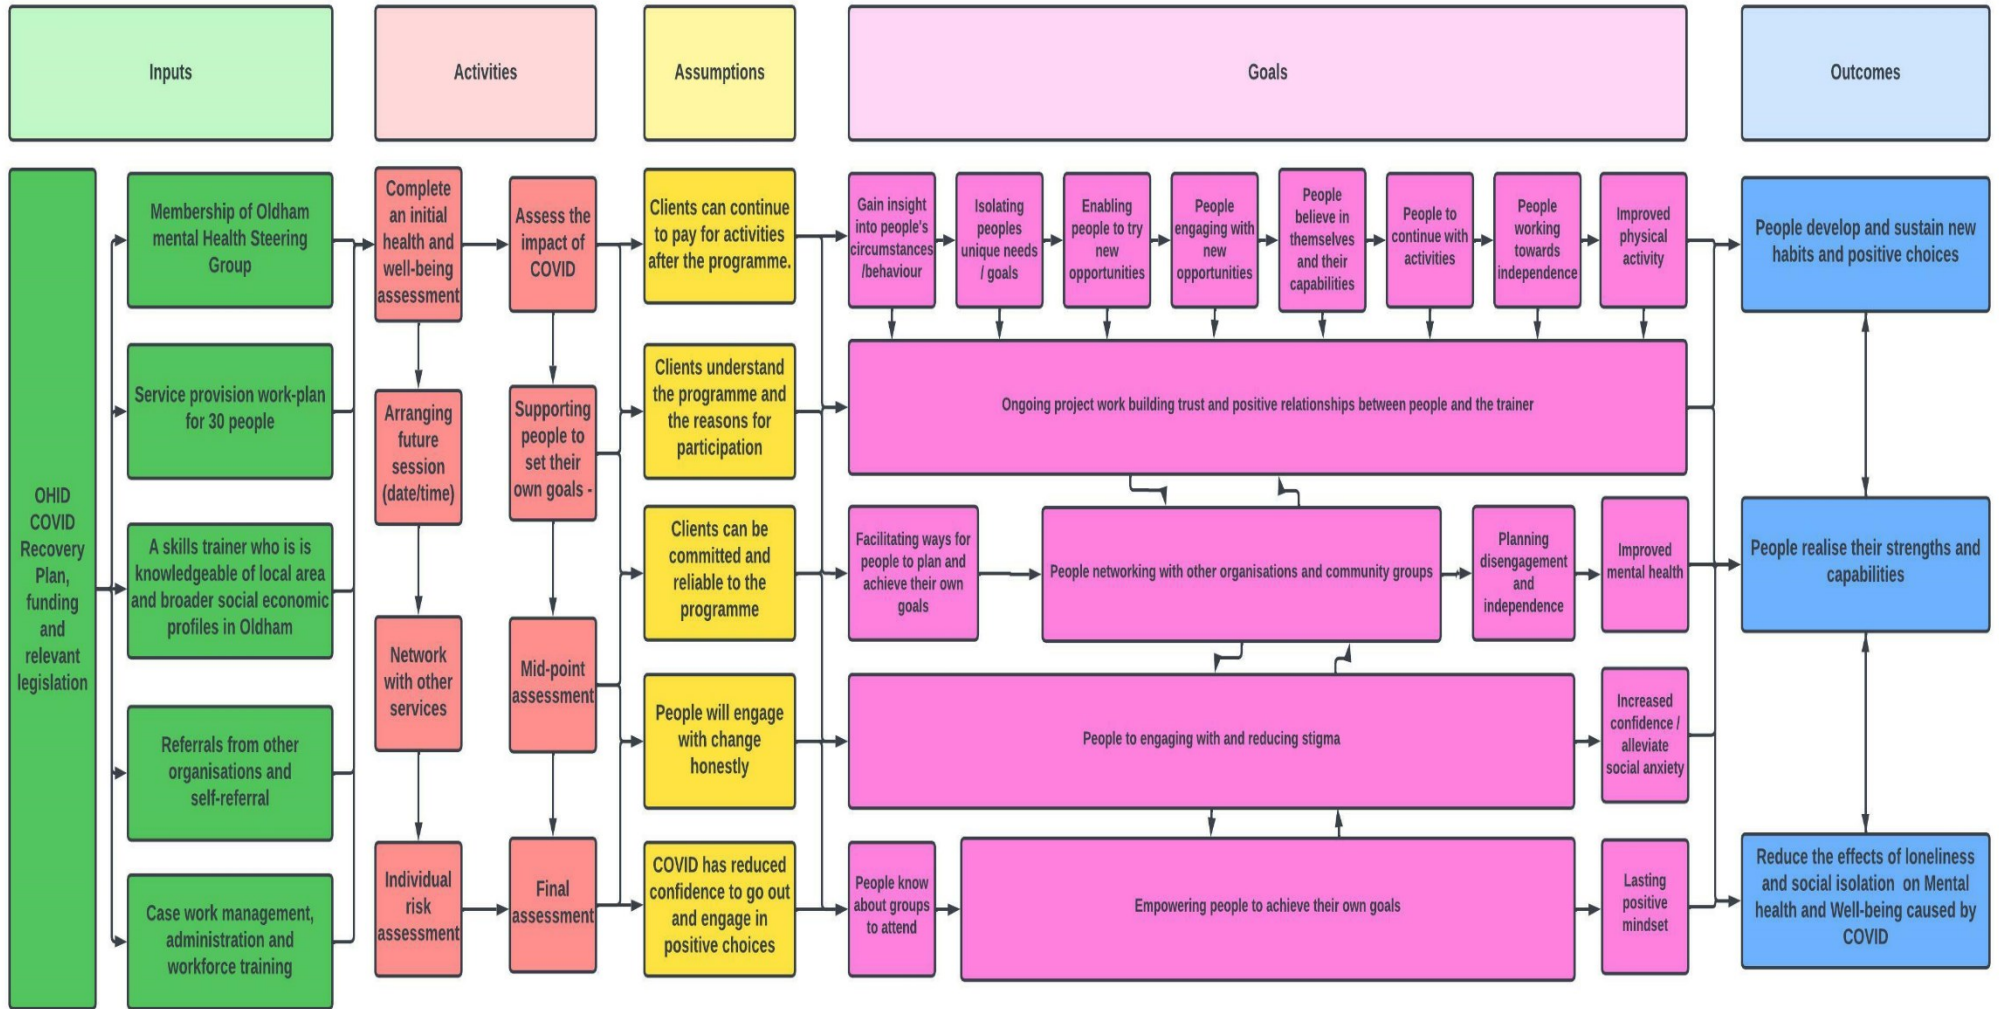 Inputs
Activities
Assumptions
Goals
Outcomes
OHID
COVID
Recovery
Plan,
funding
and
relevant
legislation
Membership of Oldham
mental Health Steering
Group
Service provision work-plan
for 30 people
A skills trainer who is is
knowledgeable of local area
and broader social economic
profiles in Oldham
Referrals from other
organisations and
self-referral
Case work management,
administration and
workforce training
Complete
an initial
health and
well-being
assessment
Arranging
future
session
(date/time)
Network
with other
services
Individual
risk
assessment
Assess the
impact of
COVID
Supporting
people to
set their
own goals -
Mid-point
assessment
Final
assessment
Clients can continue
to pay for activities
after the programme.
Clients understand
the programme and
the reasons for
participation
Clients can be
committed and
reliable to the
programme
People will engage
with change
honestly
COVID has reduced
confidence to go out
and engage in
positive choices
Gain insight
into people's
circumstances
/behaviour
Isolating
peoples
unique needs
/ goals
Enabling
people to try
new
opportunities
People
engaging with
new
opportunities
People
believe in
themselves
and their
capabilities
People to
continue with
activities
People
working
towards
independence
Improved
physical
activity
Ongoing project work building trust and positive relationships between people and the trainer
Facilitating ways for
people to plan and
achieve their own
goals
People networking with other organisations and community groups
Planning
disengagement
and
independence
Improved
mental health
People to engaging with and reducing stigma
Increased
confidence /
alleviate
social anxiety
People know
about groups
to attend
Empowering people to achieve their own goals
Lasting
positive
mindset
People develop and sustain new
habits and positive choices
People realise their strengths and
capabilities
Reduce the effects of loneliness
and social isolation on Mental
health and Well-being caused by
COVID